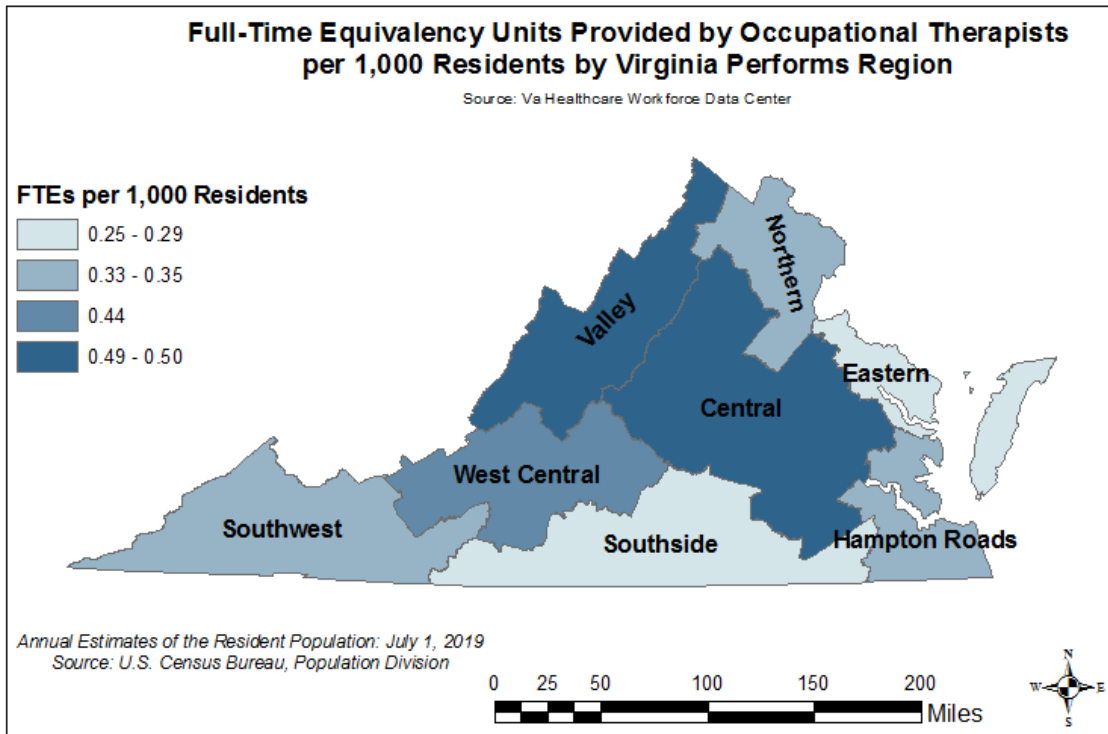 Full-Time Equivalency Units Provided by Occupational Therapists
per 1,000 Residents by Virginia Performs Region
Source: Va Healthcare Workforce Data Center
FTEs per 1,000 Residents
0.25 - 0.29
0.33 - 0.35
0.44
0.49 - 0.50
Northern
Valley
Eastern
Central
West Central
Southwest
Southside
Hampton Roads
Annual Estimates of the Resident Population: July 1, 2019
Source: U.S. Census Bureau, Population Division
0 25 50 100 150 200
Miles
N
W E
S